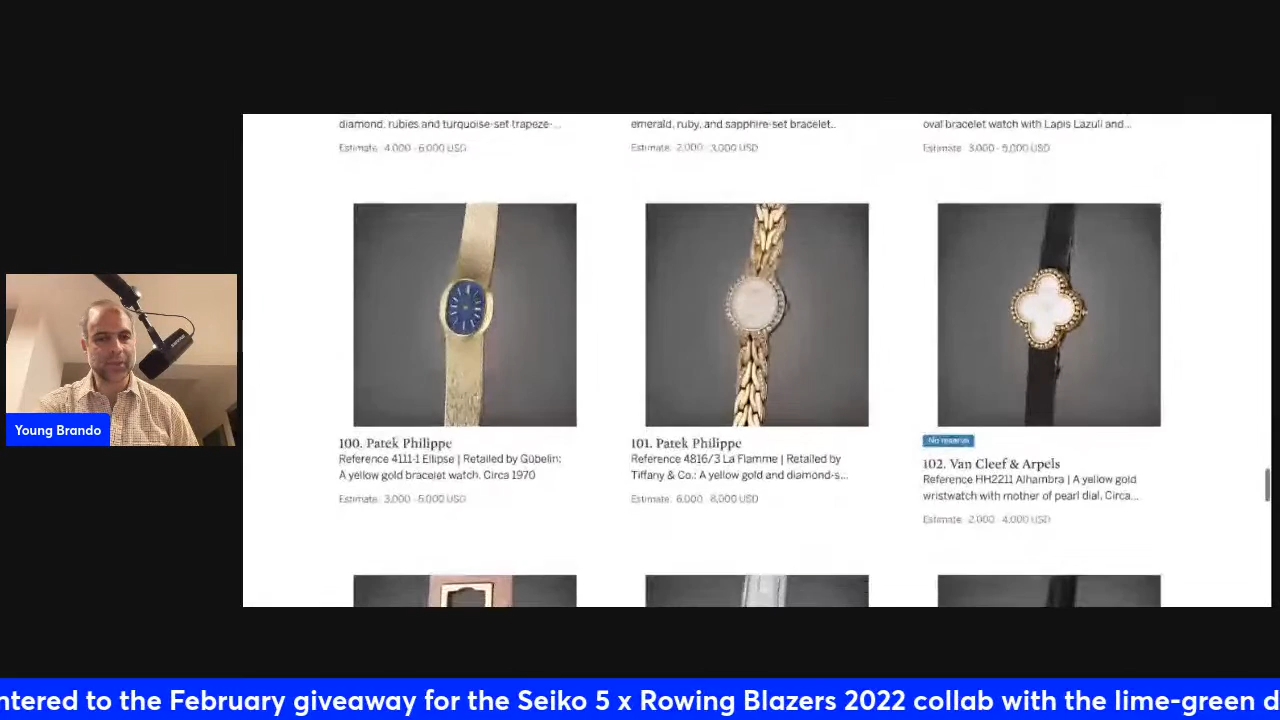 diamond, rubies and turquoise-set trapeze-...
Estimate: 4,000 - 6,000 USD
emerald, ruby, and sapphire-set bracelet..
Estimate: 2,000 - 3,000 USD
oval bracelet watch with Lapis Lazuli and...
Estimate: 3,000 - 5,000 USD
100. Patek Philippe
Reference 4111-1 Ellipse | Retailed by Gübelin:
A yellow gold bracelet watch. Circa 1970
Estimate: 3,000 - 5,000 USD
101. Patek Philippe
Reference 4816/3 La Flamme | Retailed by
Tiffany & Co.: A yellow gold and diamond-s...
Estimate: 6,000 - 8,000 USD
No reserve
102. Van Cleef & Arpels
Reference HH2211 Alhambra | A yellow gold
wristwatch with mother of pearl dial, Circa...
Estimate: 2,000 - 4,000 USD
Young Brando
ntered to the February giveaway for the Seiko 5 x Rowing Blazers 2022 collab with the lime-green d